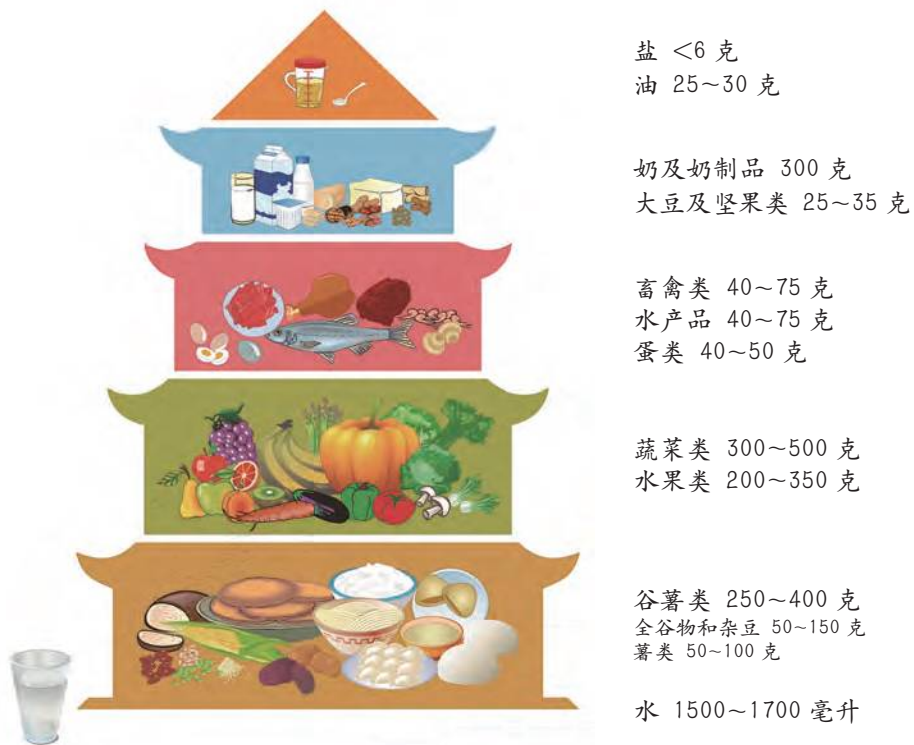 盐 <6 克
油 25~30 克
奶及奶制品 300 克
大豆及坚果类 25~35 克
畜禽类 40~75 克
水产品 40~75 克
蛋类 40~50 克
蔬菜类 300~500 克
水果类 200~350 克
谷薯类 250~400 克
全谷物和杂豆 50~150 克
薯类 50~100 克
水 1500~1700 毫升